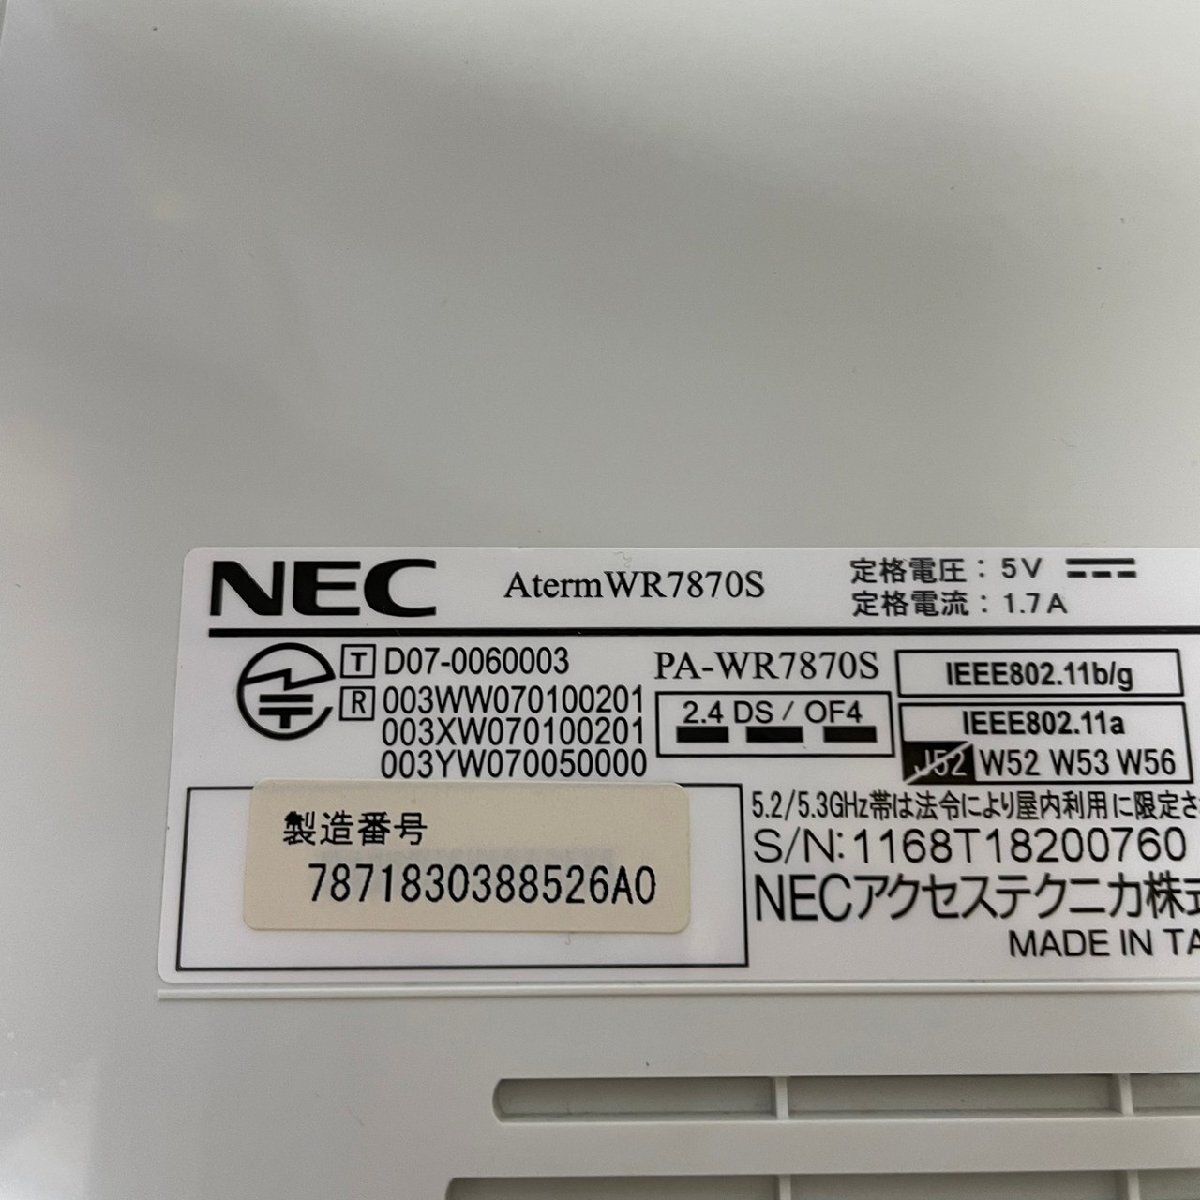 NEC AtermWR7870S
定格電圧：5V
定格電流：1.7A
T D07-0060003
R 003WW070100201
003XW070100201
003YW070050000
PA-WR7870S
2.4 DS / OF4
IEEE802.11b/g
IEEE802.11a
J52 W52 W53 W56
製造番号
7871830388526A0
5.2/5.3GHz帯は法令により屋内利用に限定さ
S/N:1168T18200760
NECアクセステクニカ株式
MADE IN TA